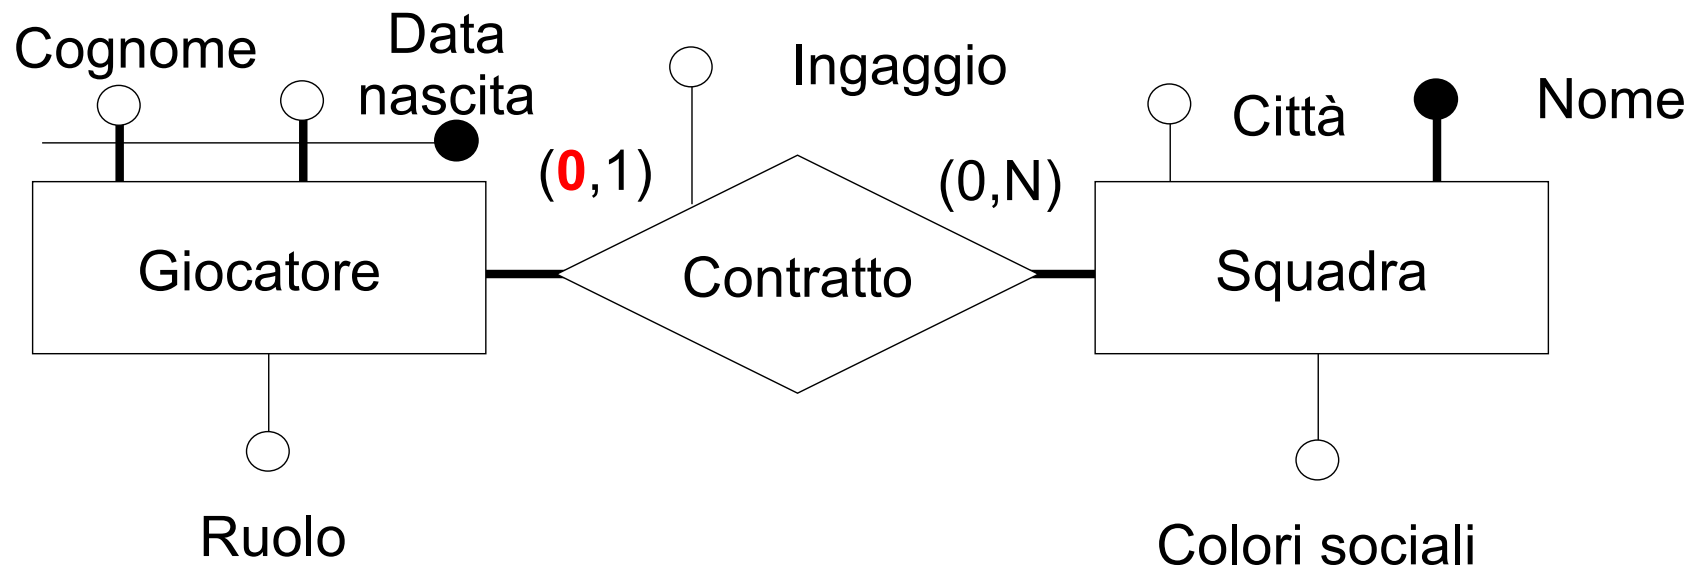 Cognome
Data
nascita
Ingaggio
Città
Nome
(0,1)
(0,N)
Giocatore
Contratto
Squadra
Ruolo
Colori sociali